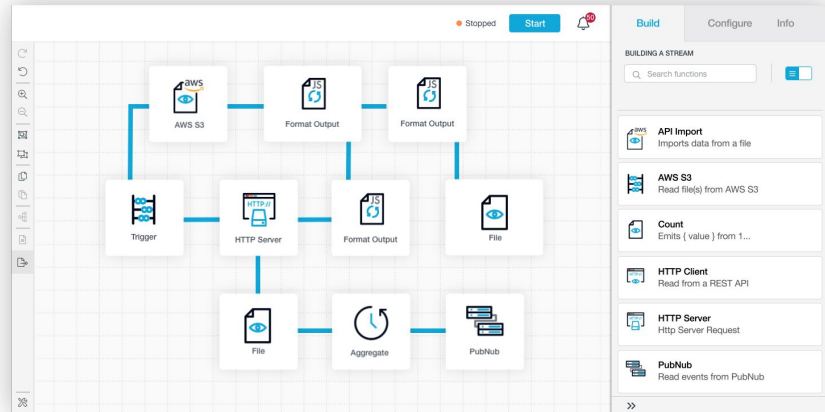 Stopped
Start
50
Build
Configure
Info
BUILDING A STREAM
Search functions
aws
AWS S3
JS
Format Output
JS
Format Output
Trigger
HTTP //
HTTP Server
JS
Format Output
File
File
Aggregate
PubNub
aws
API Import
Imports data from a file
AWS S3
Read file(s) from AWS S3
Count
Emits { value } from 1...
HTTP Client
Read from a REST API
HTTP //
HTTP Server
Http Server Request
PubNub
Read events from PubNub